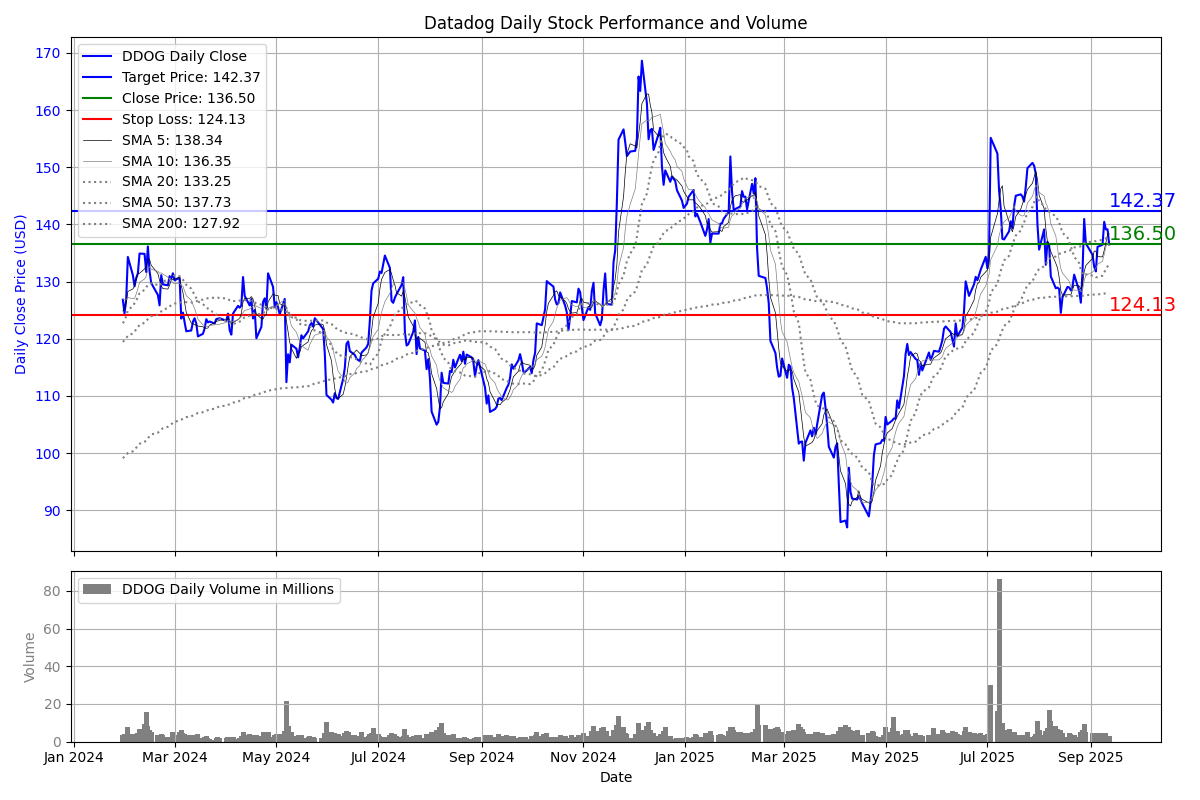 Datadog Daily Stock Performance and Volume
170
160
150
140
130
120
110
100
90
Daily Close Price (USD)
DDOG Daily Close
Target Price: 142.37
Close Price: 136.50
Stop Loss: 124.13
SMA 5: 138.34
SMA 10: 136.35
SMA 20: 133.25
SMA 50: 137.73
SMA 200: 127.92
142.37
136.50
124.13
80
60
40
20
0
Volume
DDOG Daily Volume in Millions
Jan 2024 Mar 2024 May 2024 Jul 2024 Sep 2024 Nov 2024 Jan 2025 Mar 2025 May 2025 Jul 2025 Sep 2025
Date